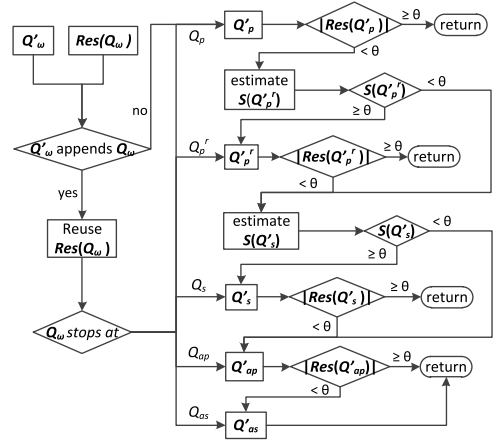 Q'ω
Res(Qω)
Qp
Q'p
|Res(Q'p)|
≥ θ
return
< θ
estimate
S(Q'pʳ)
S(Q'pʳ)
< θ
≥ θ
no
Q'ω appends Qω
Qpʳ
Q'pʳ
|Res(Q'pʳ)|
≥ θ
return
yes
< θ
Reuse
Res(Qω)
estimate
S(Q's)
S(Q's)
< θ
≥ θ
Qs
Q's
|Res(Q's)|
≥ θ
return
< θ
Qω stops at
Qap
Q'ap
|Res(Q'ap)|
≥ θ
return
< θ
Qas
Q'as